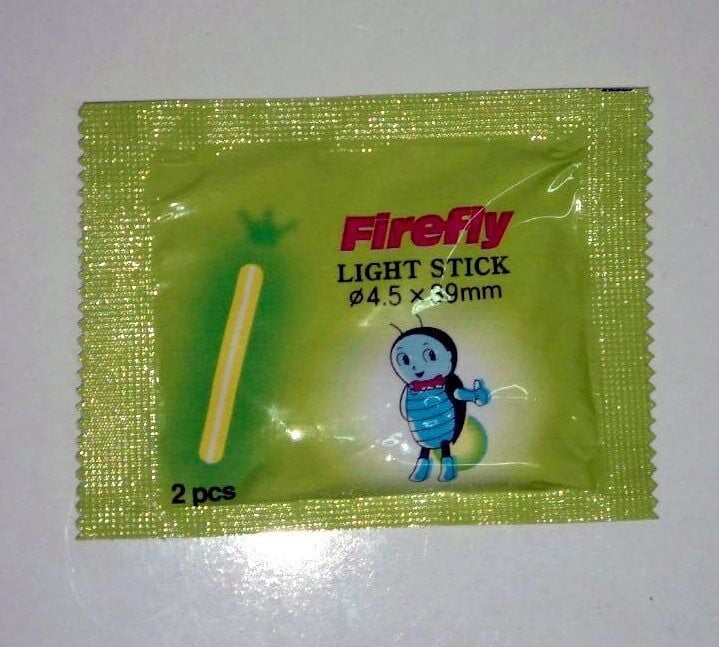 Firefly
LIGHT STICK
ø4.5 × 39mm
2 pcs